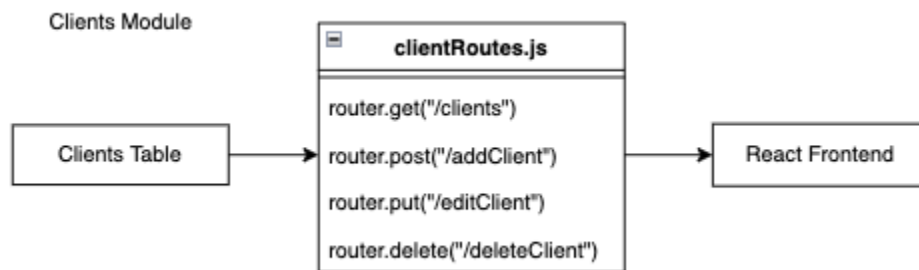 Clients Module
clientRoutes.js
Clients Table
router.get("/clients")
router.post("/addClient")
router.put("/editClient")
router.delete("/deleteClient")
React Frontend